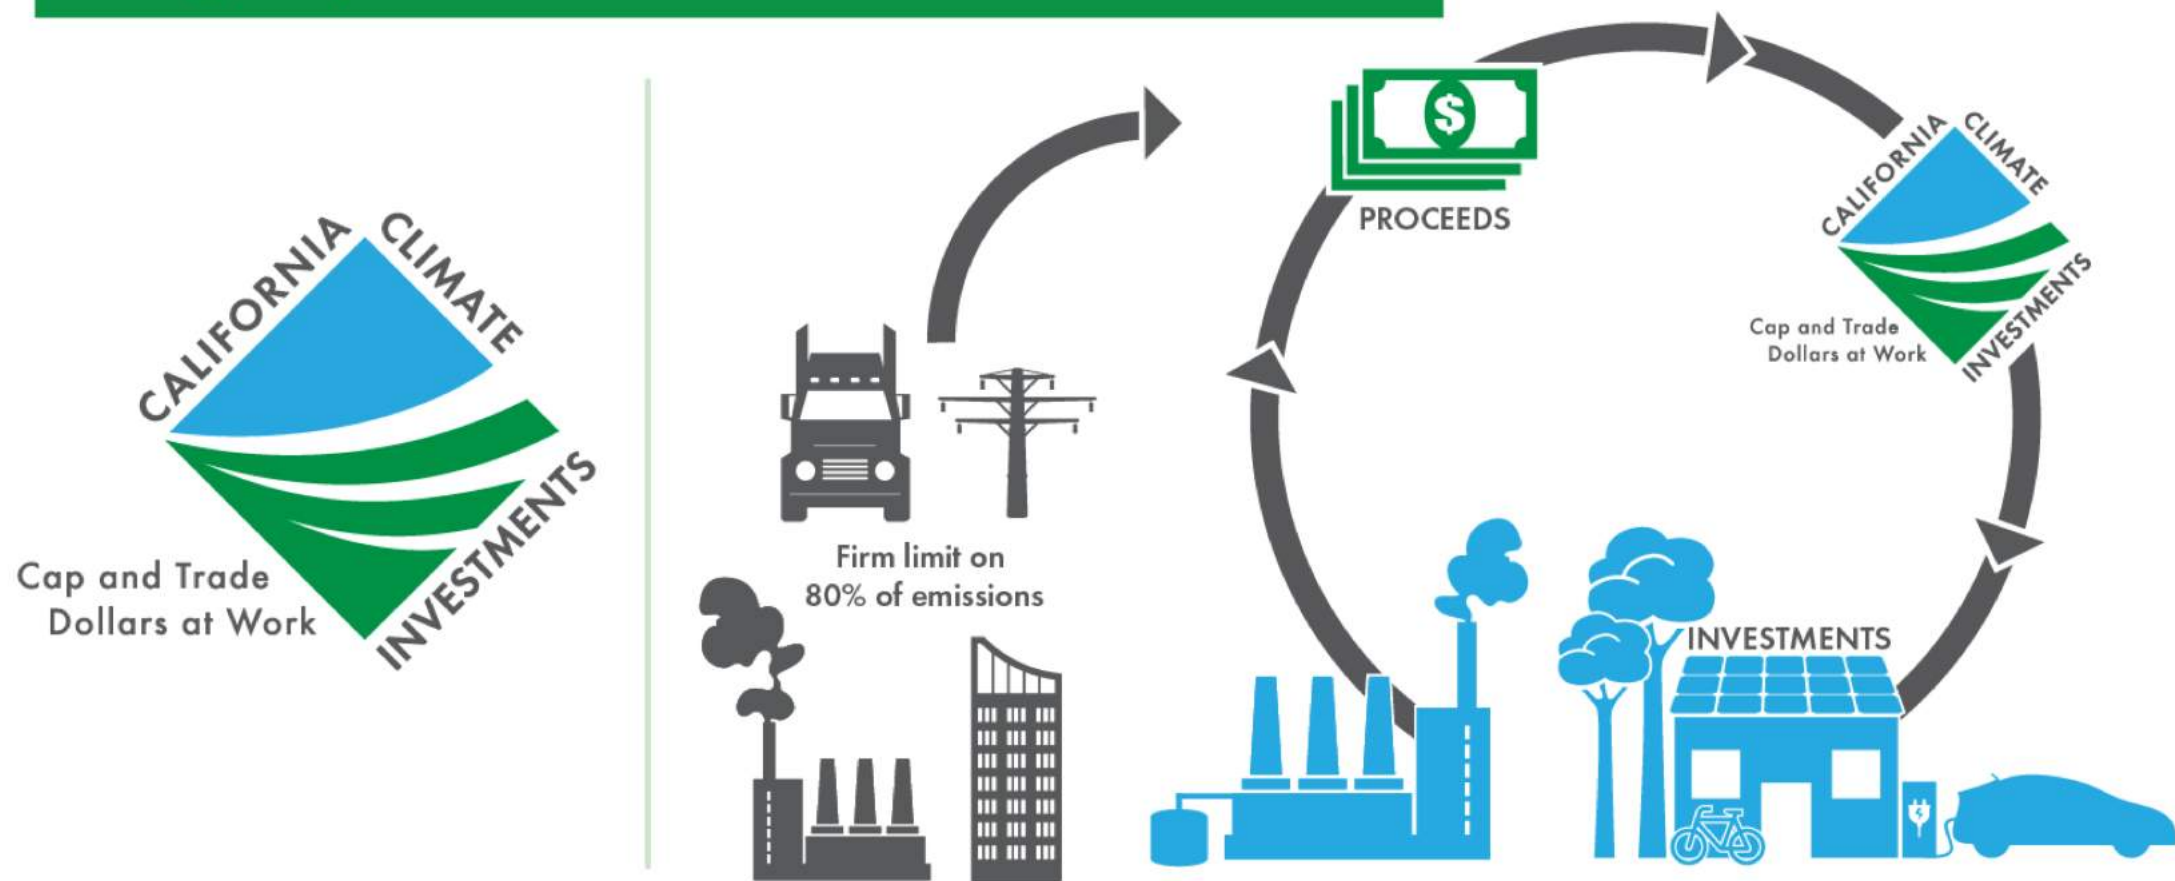 CALIFORNIA
CLIMATE
INVESTMENTS
Cap and Trade
Dollars at Work
Firm limit on
80% of emissions
$
PROCEEDS
CALIFORNIA
CLIMATE
INVESTMENTS
Cap and Trade
Dollars at Work
INVESTMENTS